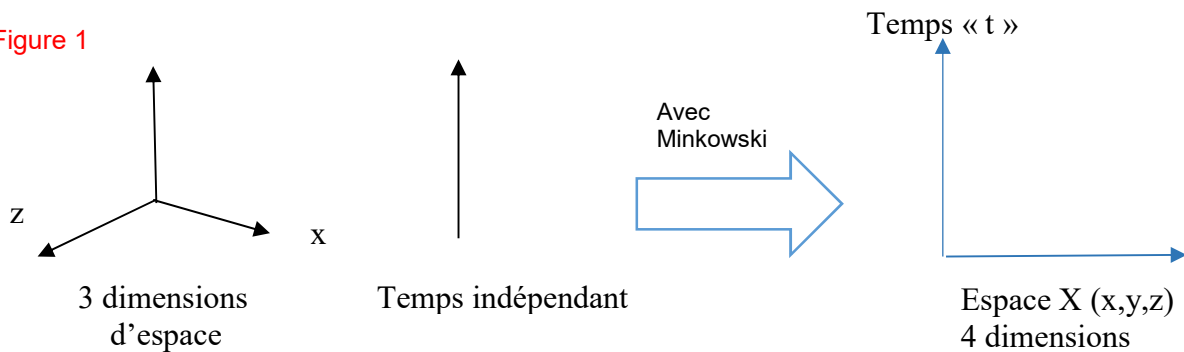 Figure 1
Temps « t »
Avec
Minkowski
z
x
3 dimensions
d’espace
Temps indépendant
Espace X (x,y,z)
4 dimensions